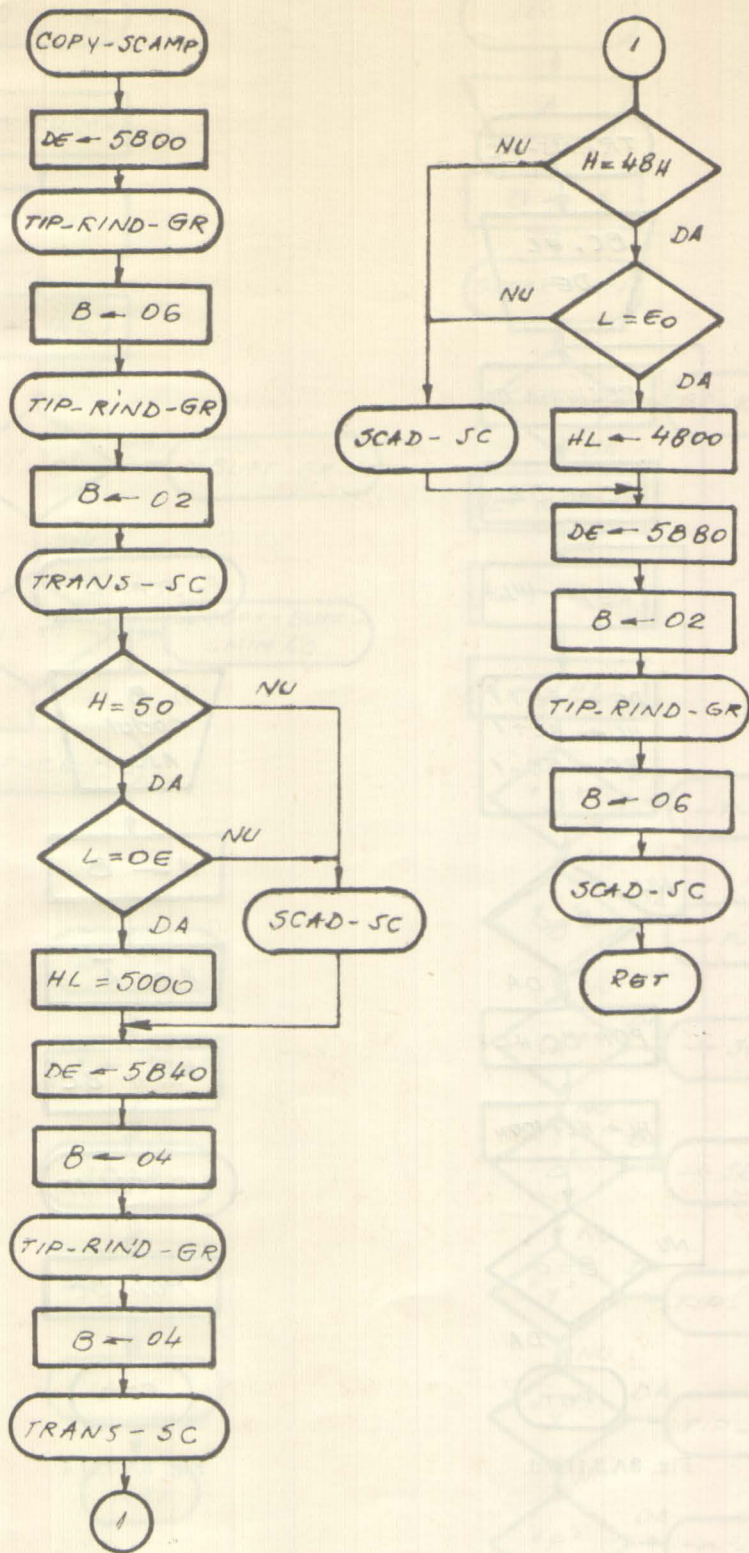 COPY-SCAMP
DE ← 5B00
TIP-RIND-GR
B ← 06
TIP-RIND-GR
B ← 02
TRANS-SC
H=50
NU
DA
L=0E
NU
DA
SCAD-SC
HL=5000
DE ← 5B40
B ← 04
TIP-RIND-GR
B ← 04
TRANS-SC
1
1
H=48H
NU
DA
L=E0
NU
DA
SCAD-SC
HL ← 4800
DE ← 5B80
B ← 02
TIP-RIND-GR
B ← 06
SCAD-SC
RET